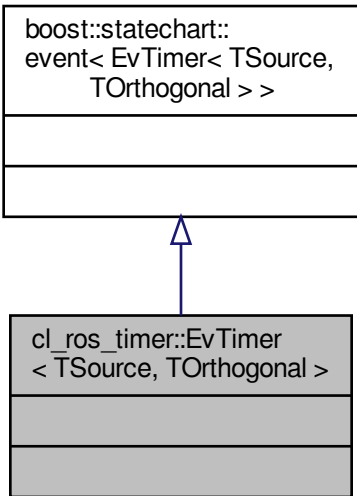 boost::statechart::
event< EvTimer< TSource,
TOrthogonal > >
cl_ros_timer::EvTimer
< TSource, TOrthogonal >